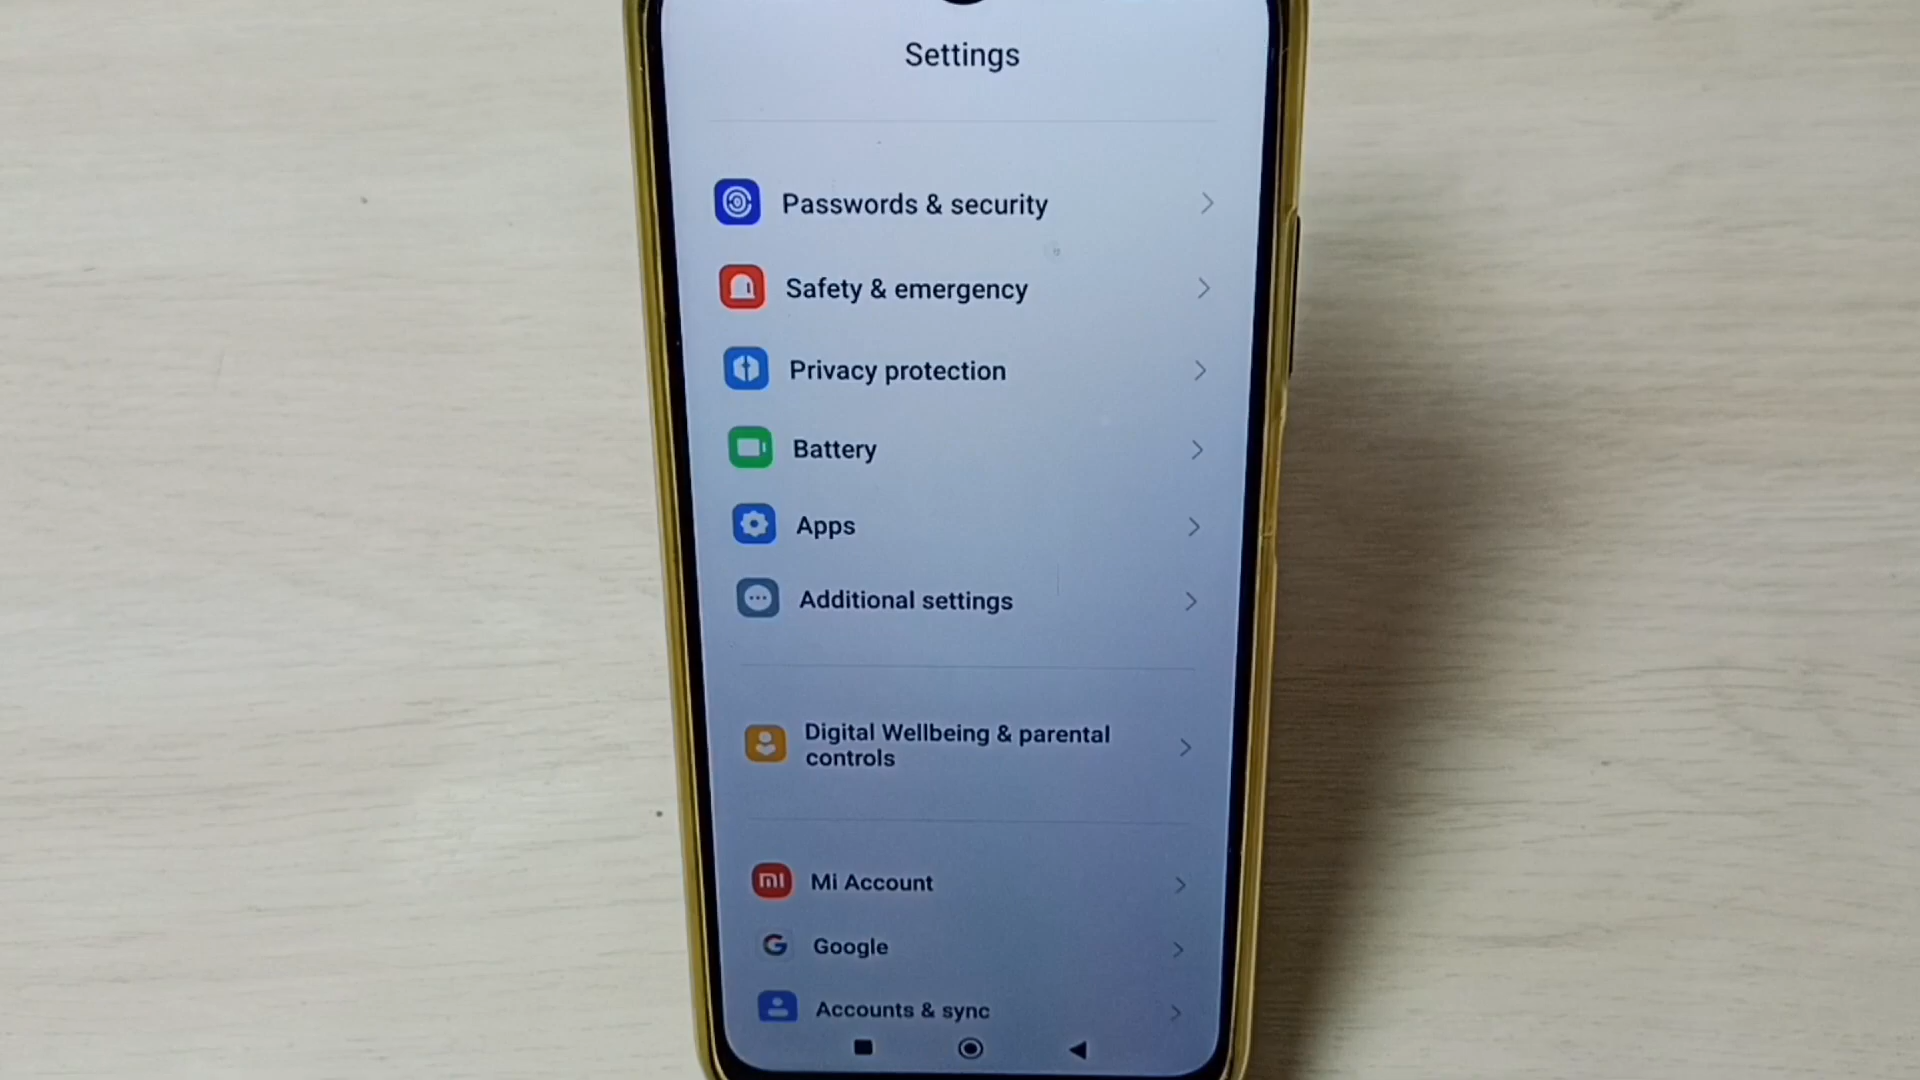 Settings
Passwords & security
Safety & emergency
Privacy protection
Battery
Apps
Additional settings
Digital Wellbeing & parental
controls
mi
Mi Account
G
Google
Accounts & sync